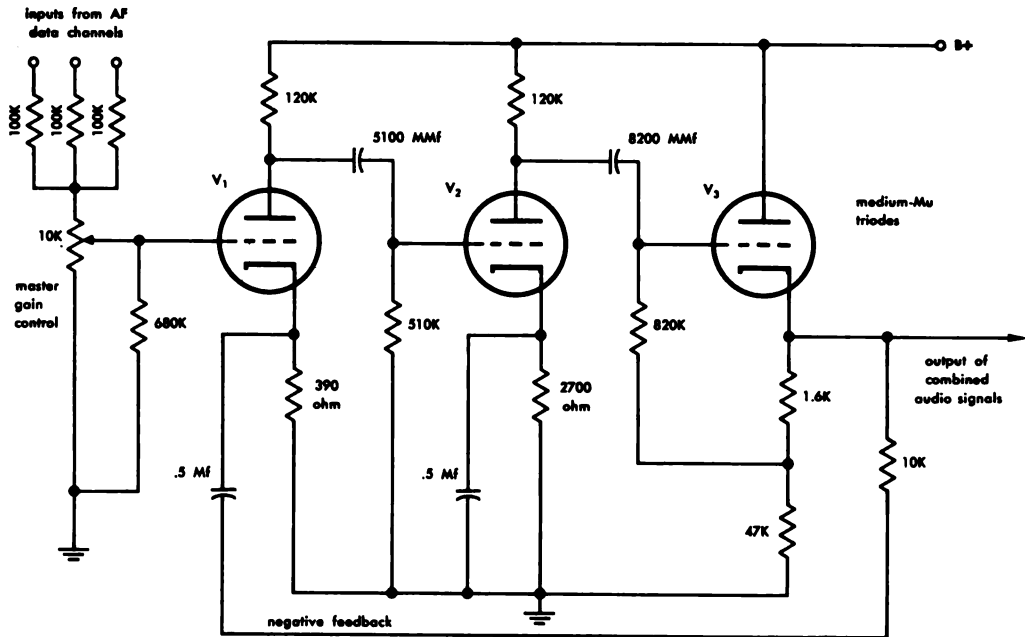 inputs from AF
data channels
B+
100K
100K
100K
120K
120K
5100 MMf
8200 MMf
V1
V2
V3
medium-Mu
triodes
10K
master
gain
control
680K
510K
820K
390
ohm
2700
ohm
1.6K
output of
combined
audio signals
10K
.5 Mf
.5 Mf
47K
negative feedback